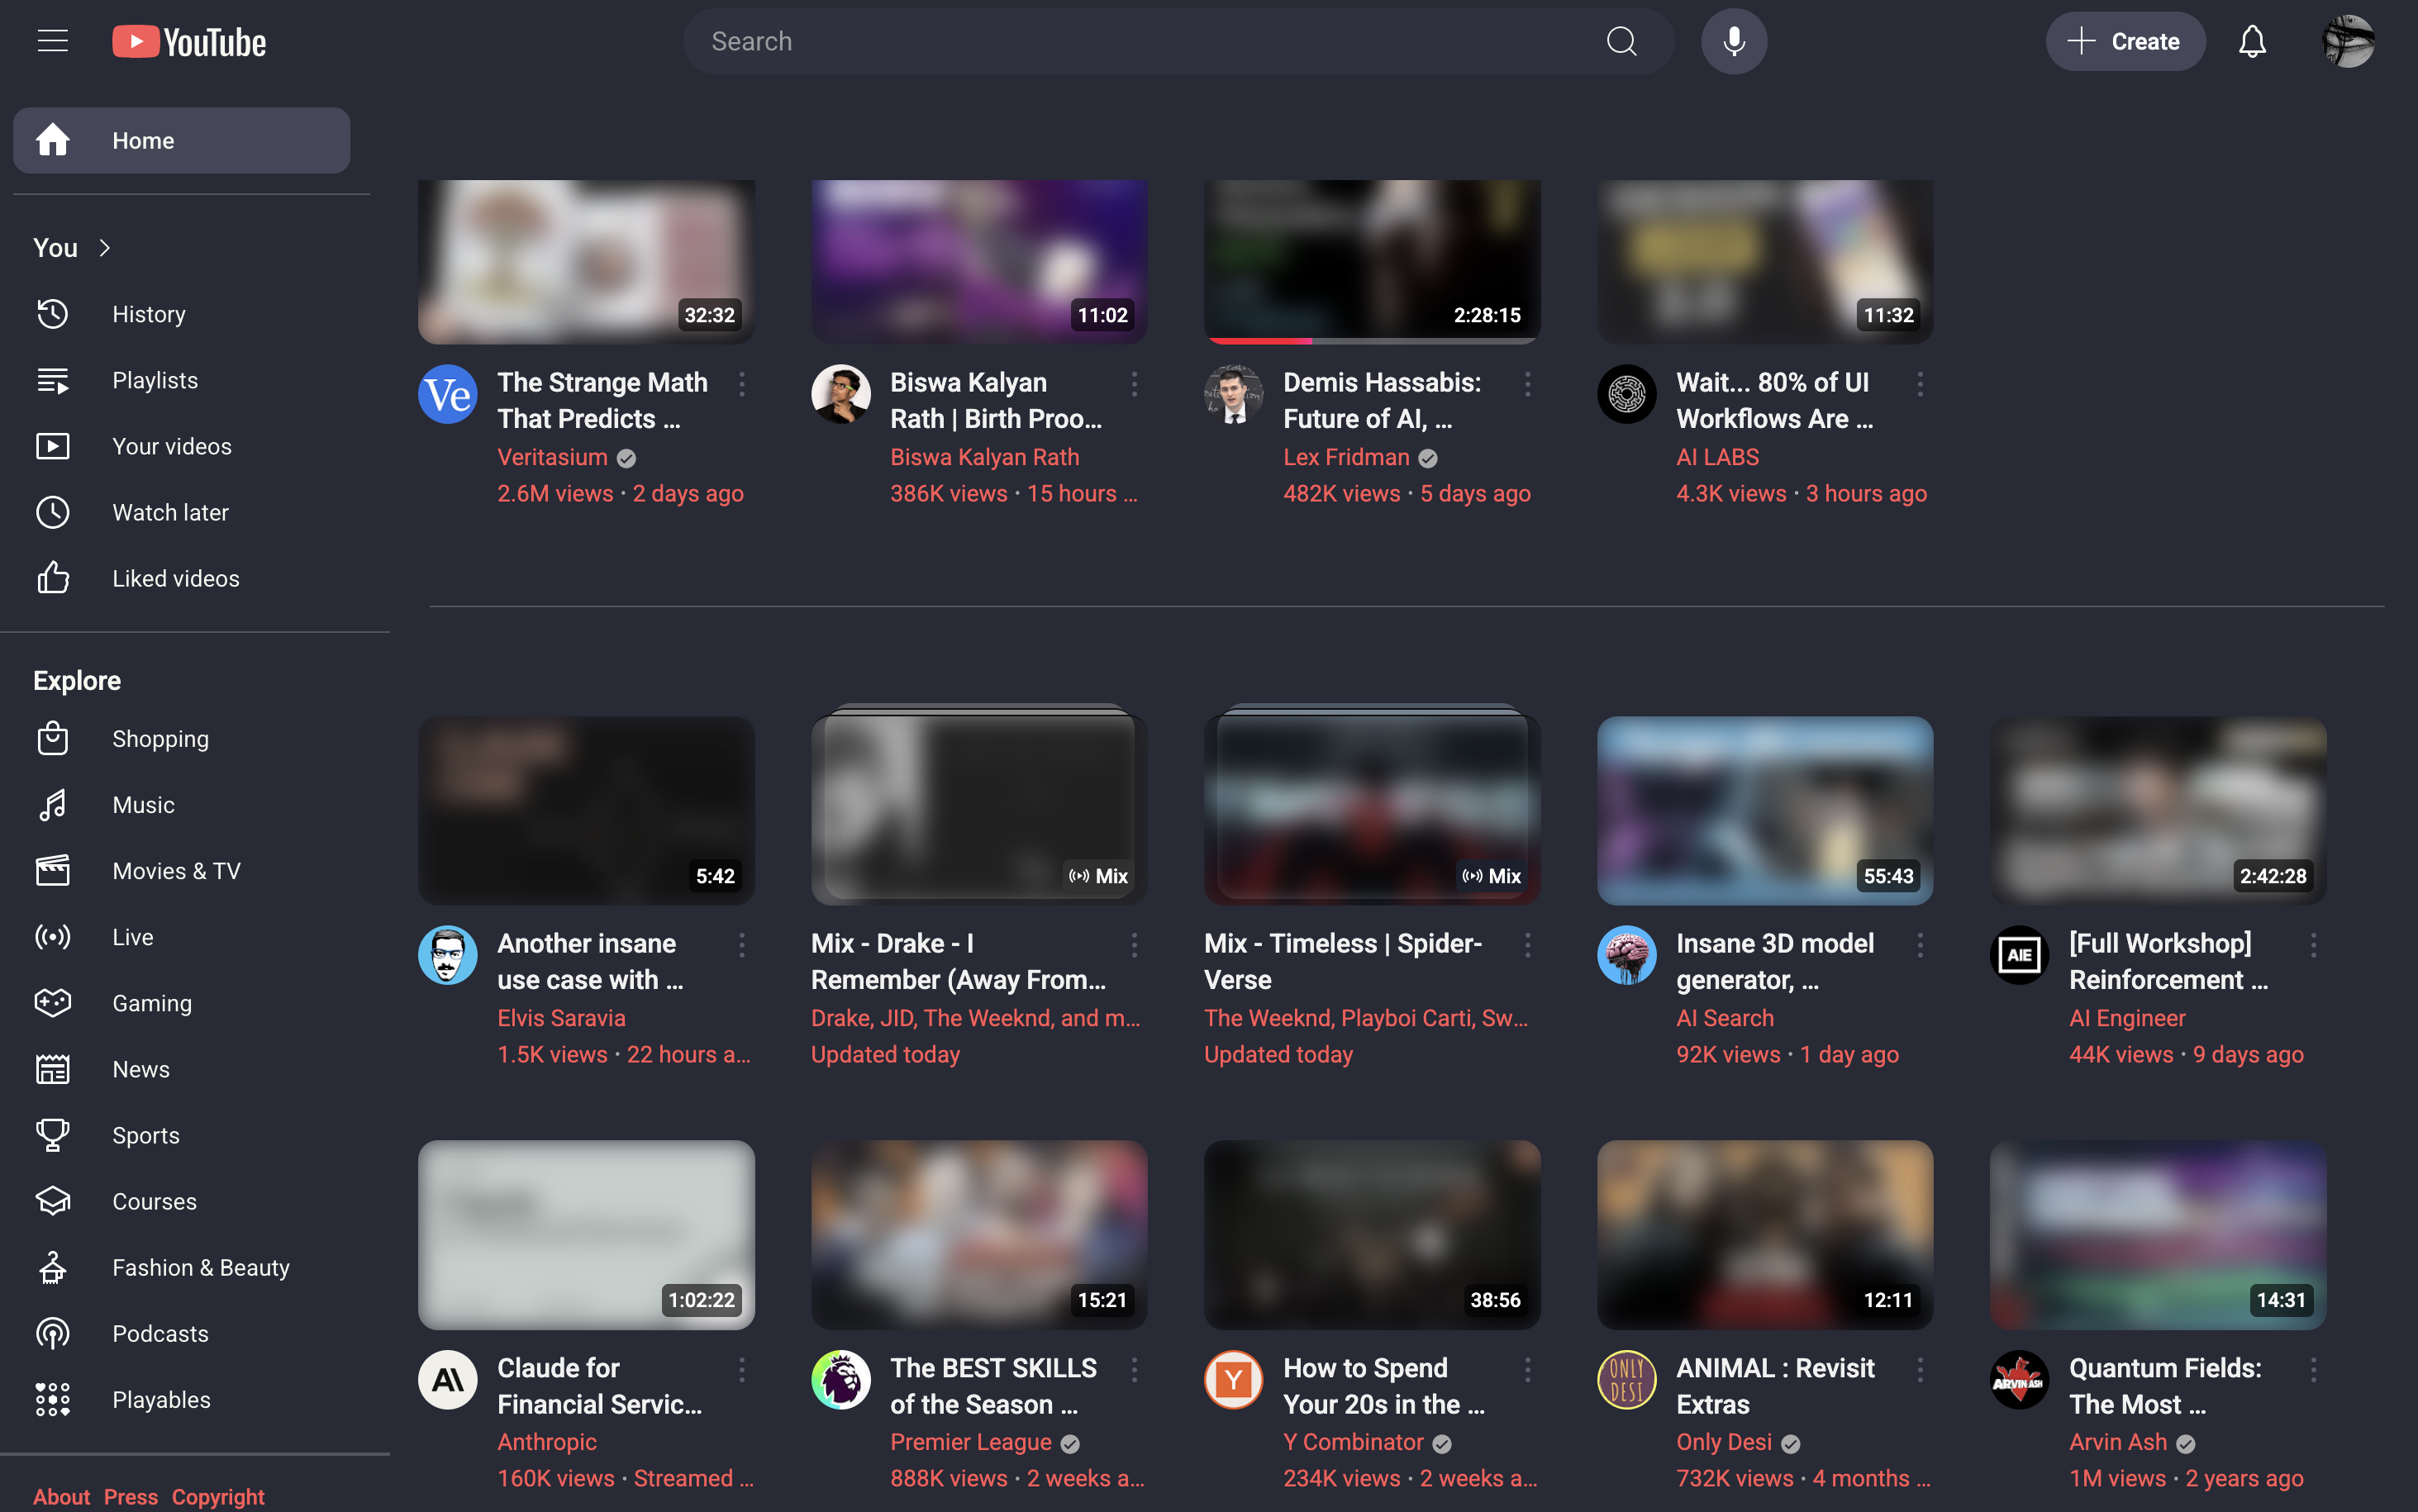 YouTube
Search
Create
Home
You
History
Playlists
Your videos
Watch later
Liked videos
Explore
Shopping
Music
Movies & TV
Live
Gaming
News
Sports
Courses
Fashion & Beauty
Podcasts
Playables
About Press Copyright
32:32
Ve
The Strange Math
That Predicts ...
Veritasium
2.6M views • 2 days ago
11:02
Biswa Kalyan
Rath | Birth Proo...
Biswa Kalyan Rath
386K views • 15 hours ...
2:28:15
Demis Hassabis:
Future of AI, ...
Lex Fridman
482K views • 5 days ago
11:32
Wait... 80% of UI
Workflows Are ...
AI LABS
4.3K views • 3 hours ago
5:42
Another insane
use case with ...
Elvis Saravia
1.5K views • 22 hours a...
Mix
Mix - Drake - I
Remember (Away From...
Drake, JID, The Weeknd, and m...
Updated today
Mix
Mix - Timeless | Spider-
Verse
The Weeknd, Playboi Carti, Sw...
Updated today
55:43
Insane 3D model
generator, ...
AI Search
92K views • 1 day ago
2:42:28
AIE
[Full Workshop]
Reinforcement ...
AI Engineer
44K views • 9 days ago
1:02:22
A\
Claude for
Financial Servic...
Anthropic
160K views • Streamed ...
15:21
The BEST SKILLS
of the Season ...
Premier League
888K views • 2 weeks a...
38:56
Y
How to Spend
Your 20s in the ...
Y Combinator
234K views • 2 weeks a...
12:11
ONLY
DESI
ANIMAL : Revisit
Extras
Only Desi
732K views • 4 months ...
14:31
ARVIN ASH
Quantum Fields:
The Most ...
Arvin Ash
1M views • 2 years ago